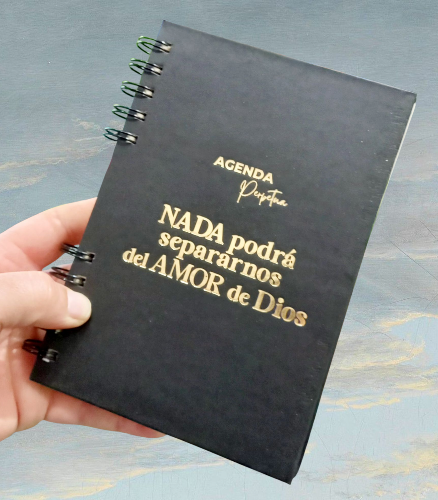 AGENDA
Perpetua
NADA podrá
separarnos
del AMOR de Dios